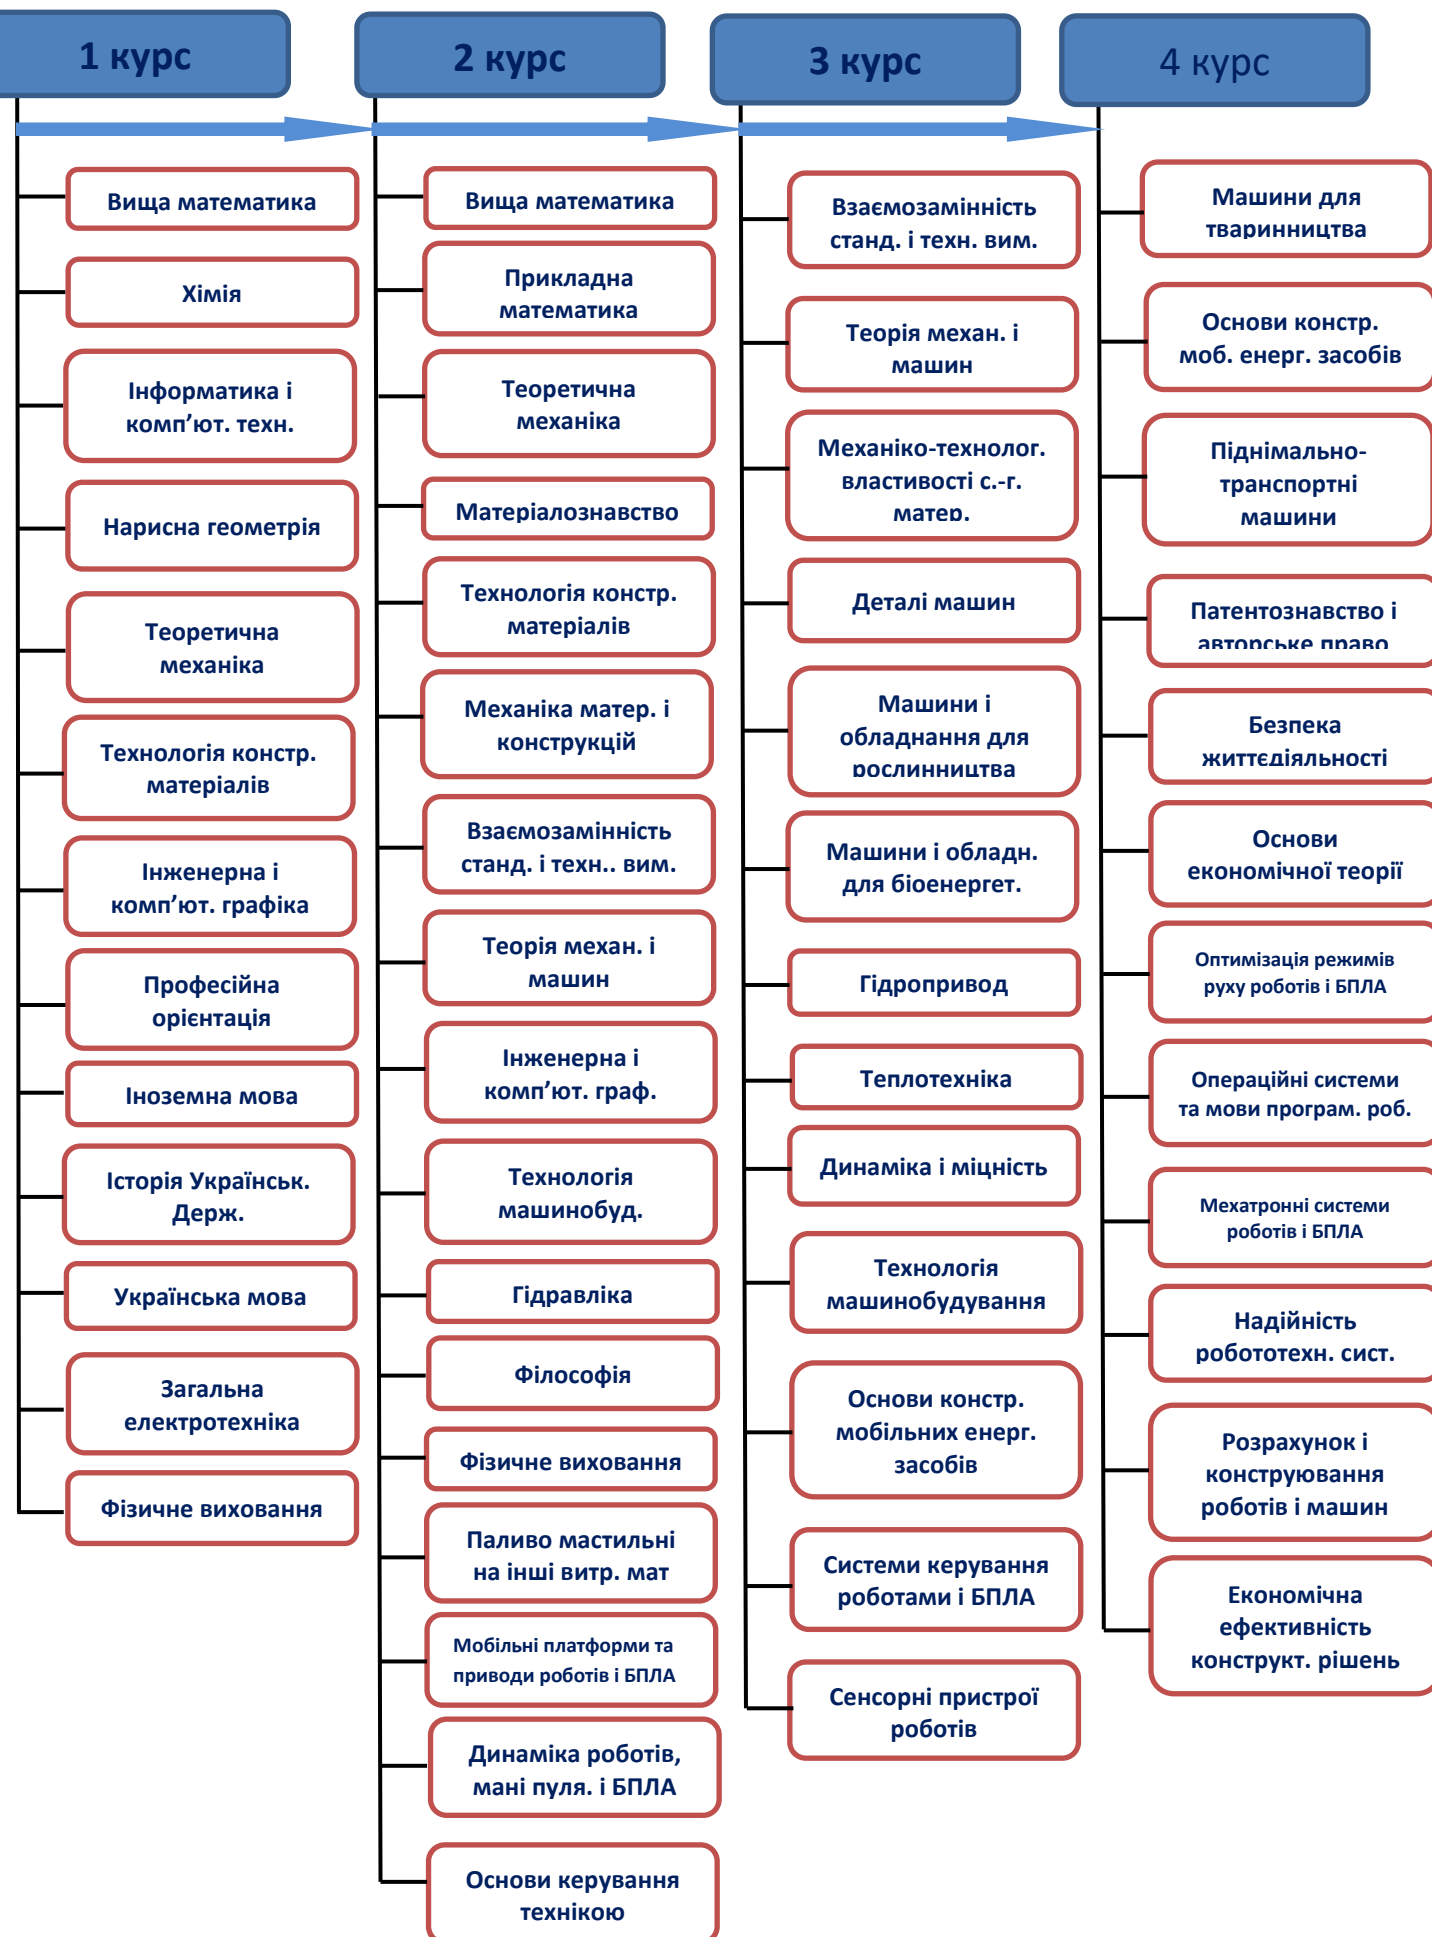 1 курс
Вища математика
Хімія
Інформатика і
комп’ют. техн.
Нарисна геометрія
Теоретична
механіка
Технологія констр.
матеріалів
Інженерна і
комп’ют. графіка
Професійна
орієнтація
Іноземна мова
Історія Українськ.
Держ.
Українська мова
Загальна
електротехніка
Фізичне виховання
2 курс
Вища математика
Прикладна
математика
Теоретична
механіка
Матеріалознавство
Технологія констр.
матеріалів
Механіка матер. і
конструкцій
Взаємозамінність
станд. і техн.. вим.
Теорія механ. і
машин
Інженерна і
комп’ют. граф.
Технологія
машинобуд.
Гідравліка
Філософія
Фізичне виховання
Паливо мастильні
на інші витр. мат
Мобільні платформи та
приводи роботів і БПЛА
Динаміка роботів,
мані пуля. і БПЛА
Основи керування
технікою
3 курс
Взаємозамінність
станд. і техн. вим.
Теорія механ. і
машин
Механіко-технолог.
властивості с.-г.
матер.
Деталі машин
Машини і
обладнання для
рослинництва
Машини і обладн.
для біоенергет.
Гідропривод
Теплотехніка
Динаміка і міцність
Технологія
машинобудування
Основи констр.
мобільних енерг.
засобів
Системи керування
роботами і БПЛА
Сенсорні пристрої
роботів
4 курс
Машини для
тваринництва
Основи констр.
моб. енерг. засобів
Піднімально-
транспортні
машини
Патентознавство і
авторське право
Безпека
життєдіяльності
Основи
економічної теорії
Оптимізація режимів
руху роботів і БПЛА
Операційні системи
та мови програм. роб.
Мехатронні системи
роботів і БПЛА
Надійність
робототехн. сист.
Розрахунок і
конструювання
роботів і машин
Економічна
ефективність
конструкт. рішень